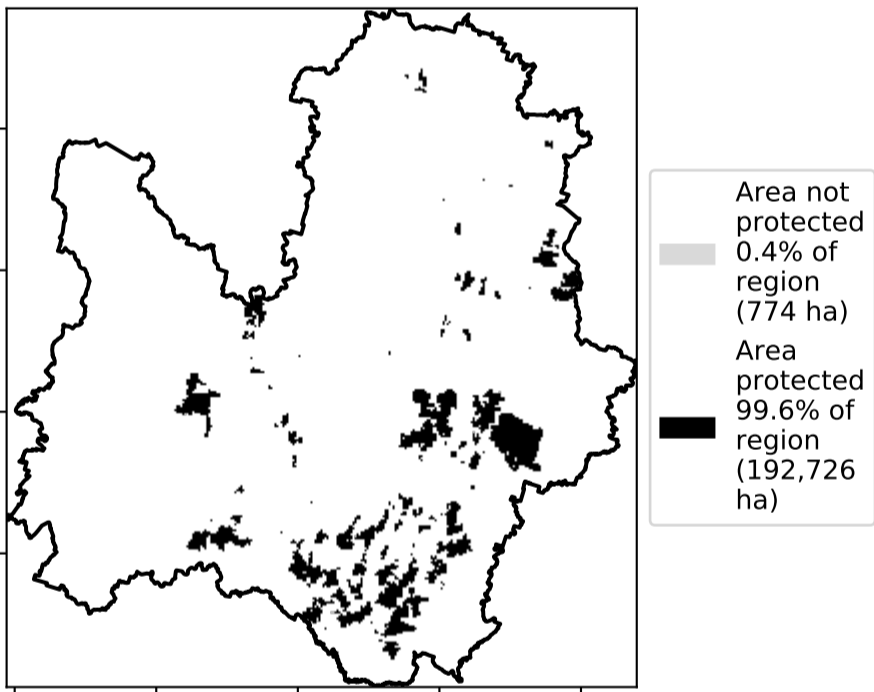 Area not
protected
0.4% of
region
(774 ha)
Area
protected
99.6% of
region
(192,726
ha)